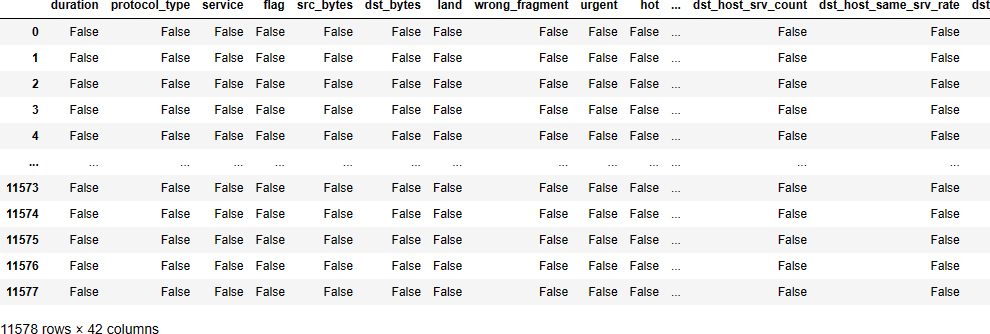 duration protocol_type service flag src_bytes dst_bytes land wrong_fragment urgent hot ... dst_host_srv_count dst_host_same_srv_rate dst
0 False False False False False False False False False False ... False False
1 False False False False False False False False False False ... False False
2 False False False False False False False False False False ... False False
3 False False False False False False False False False False ... False False
4 False False False False False False False False False False ... False False
... ... ... ... ... ... ... ... ... ... ... ... ... ...
11573 False False False False False False False False False False ... False False
11574 False False False False False False False False False False ... False False
11575 False False False False False False False False False False ... False False
11576 False False False False False False False False False False ... False False
11577 False False False False False False False False False False ... False False
11578 rows × 42 columns